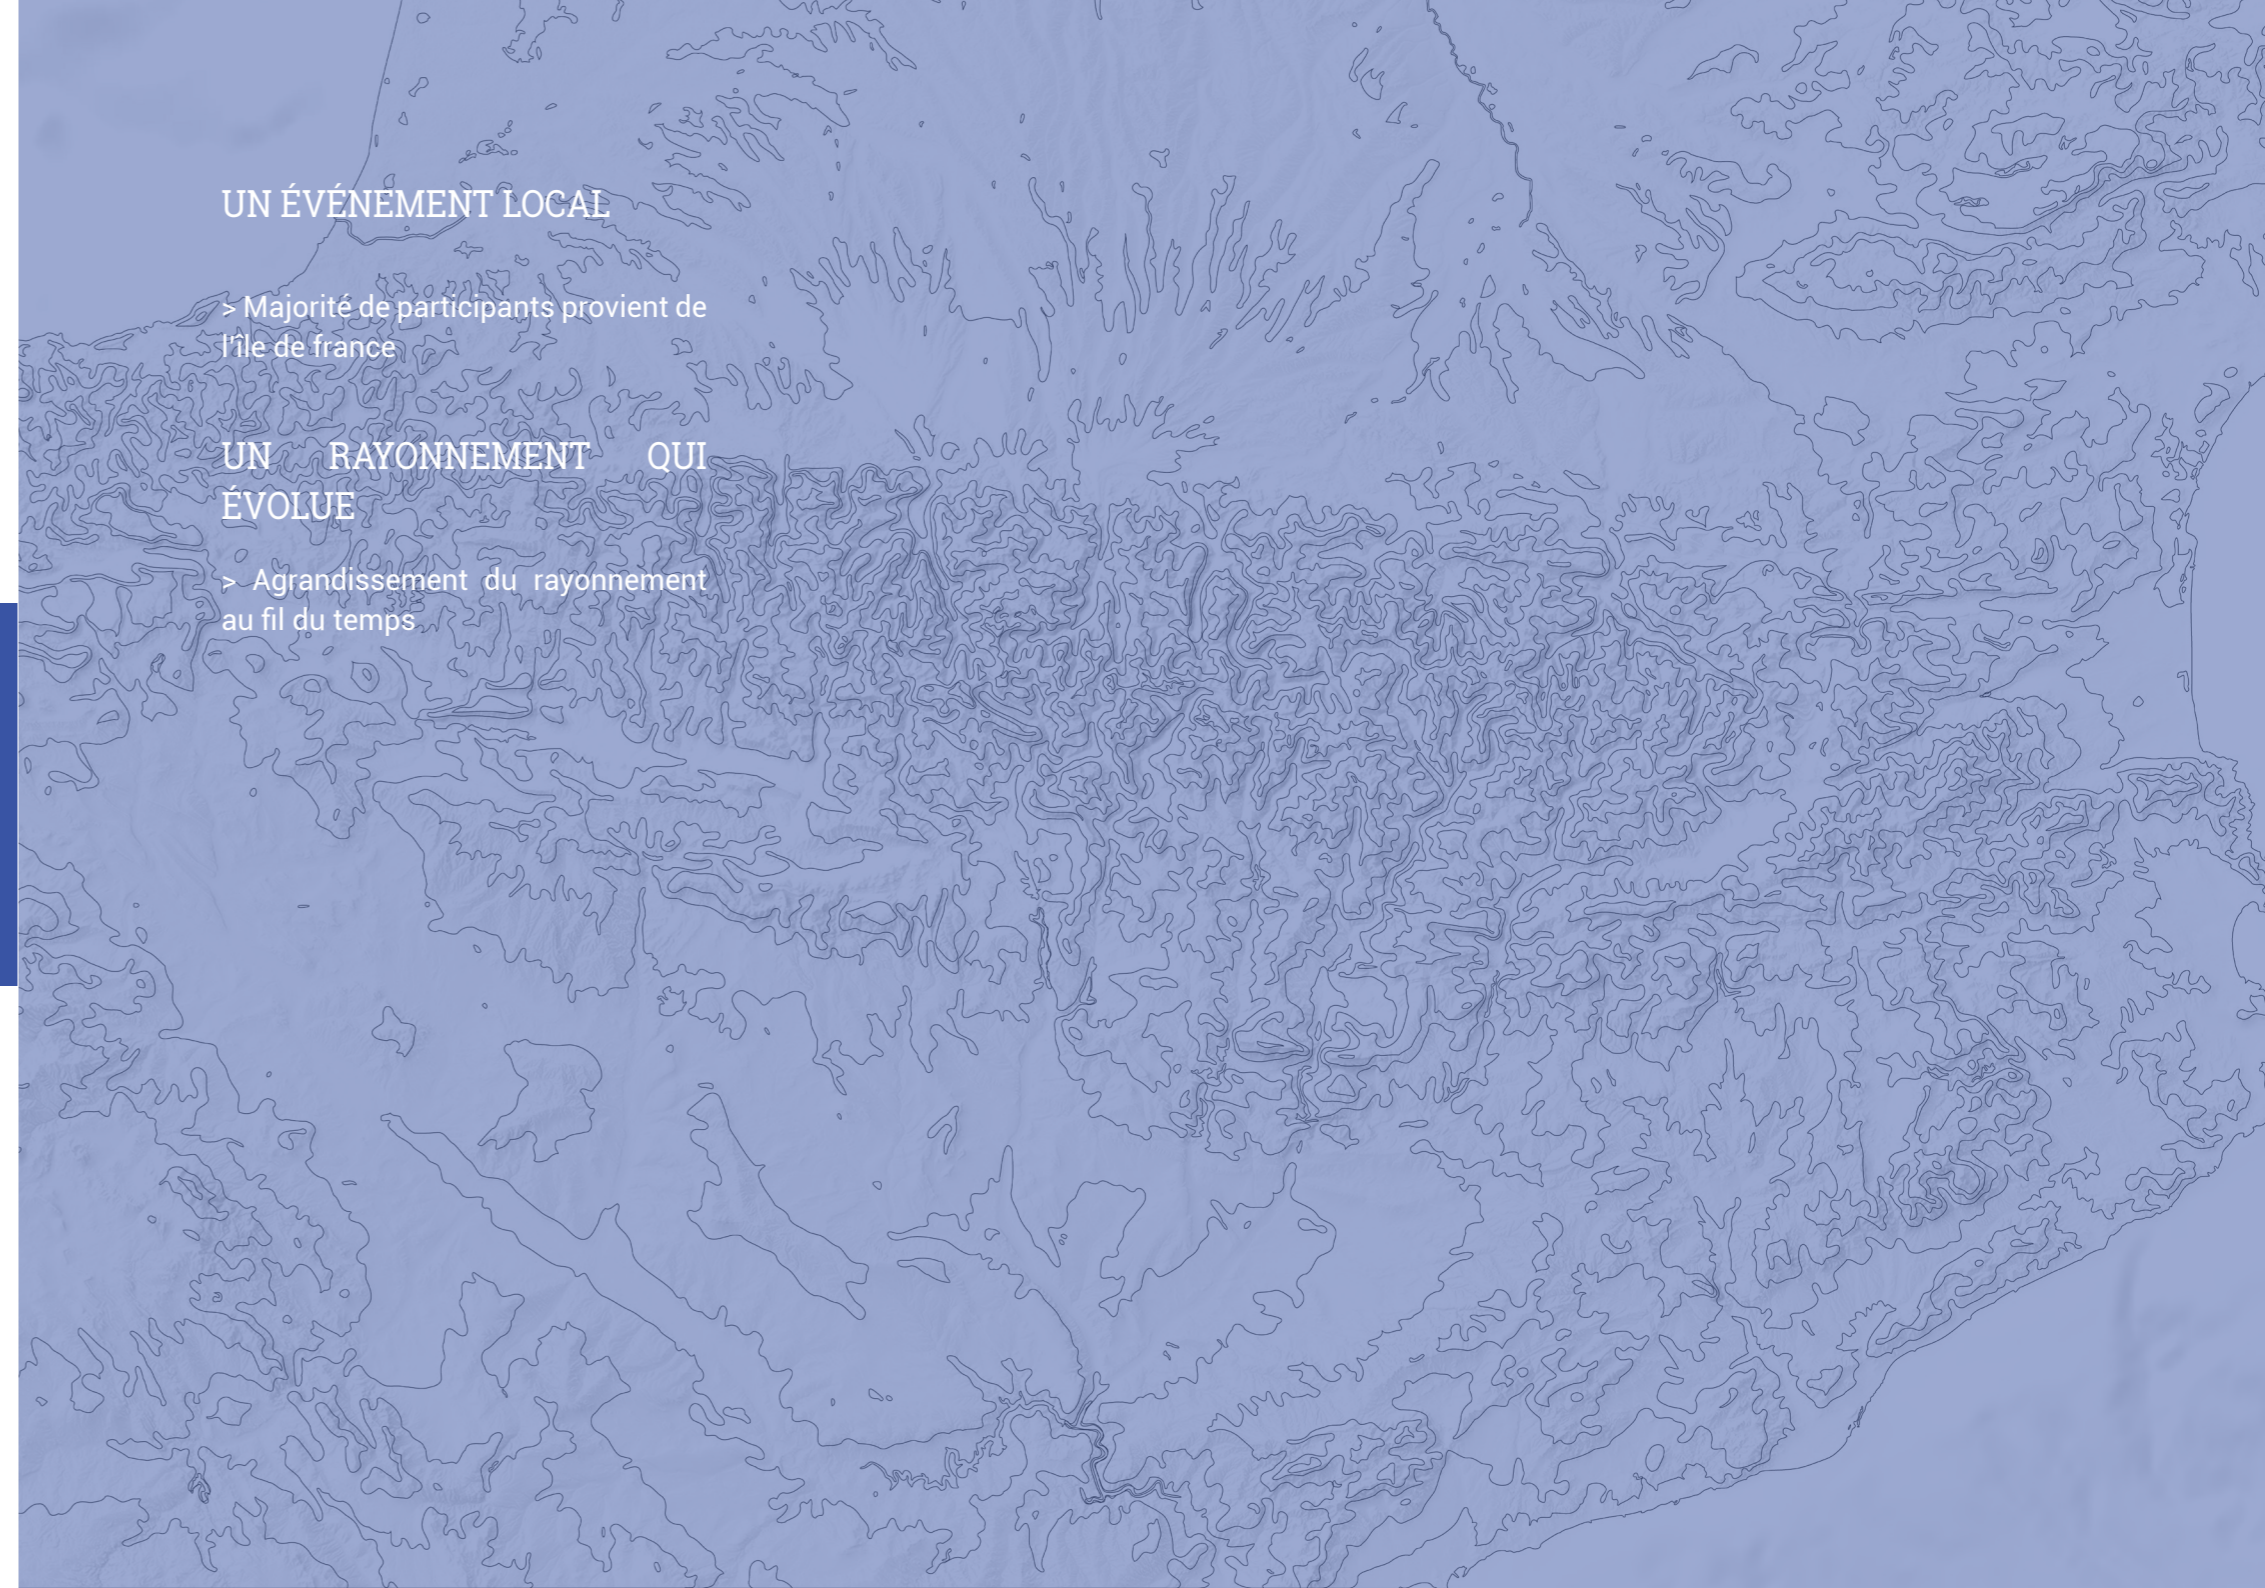 UN ÉVÉNEMENT LOCAL
> Majorité de participants provient de
l'île de france
UN RAYONNEMENT QUI
ÉVOLUE
> Agrandissement du rayonnement
au fil du temps